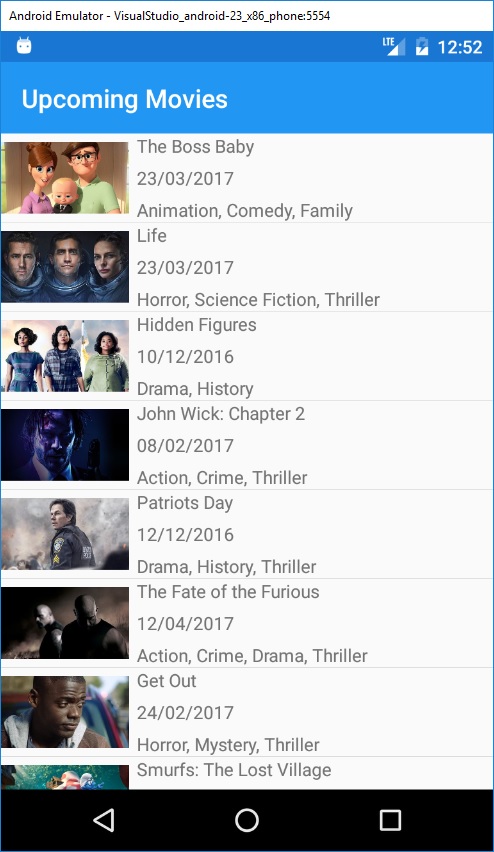 Android Emulator - VisualStudio_android-23_x86_phone:5554
LTE 12:52
Upcoming Movies
The Boss Baby
23/03/2017
Animation, Comedy, Family
Life
23/03/2017
Horror, Science Fiction, Thriller
Hidden Figures
10/12/2016
Drama, History
John Wick: Chapter 2
08/02/2017
Action, Crime, Thriller
Patriots Day
12/12/2016
Drama, History, Thriller
The Fate of the Furious
12/04/2017
Action, Crime, Drama, Thriller
Get Out
24/02/2017
Horror, Mystery, Thriller
Smurfs: The Lost Village